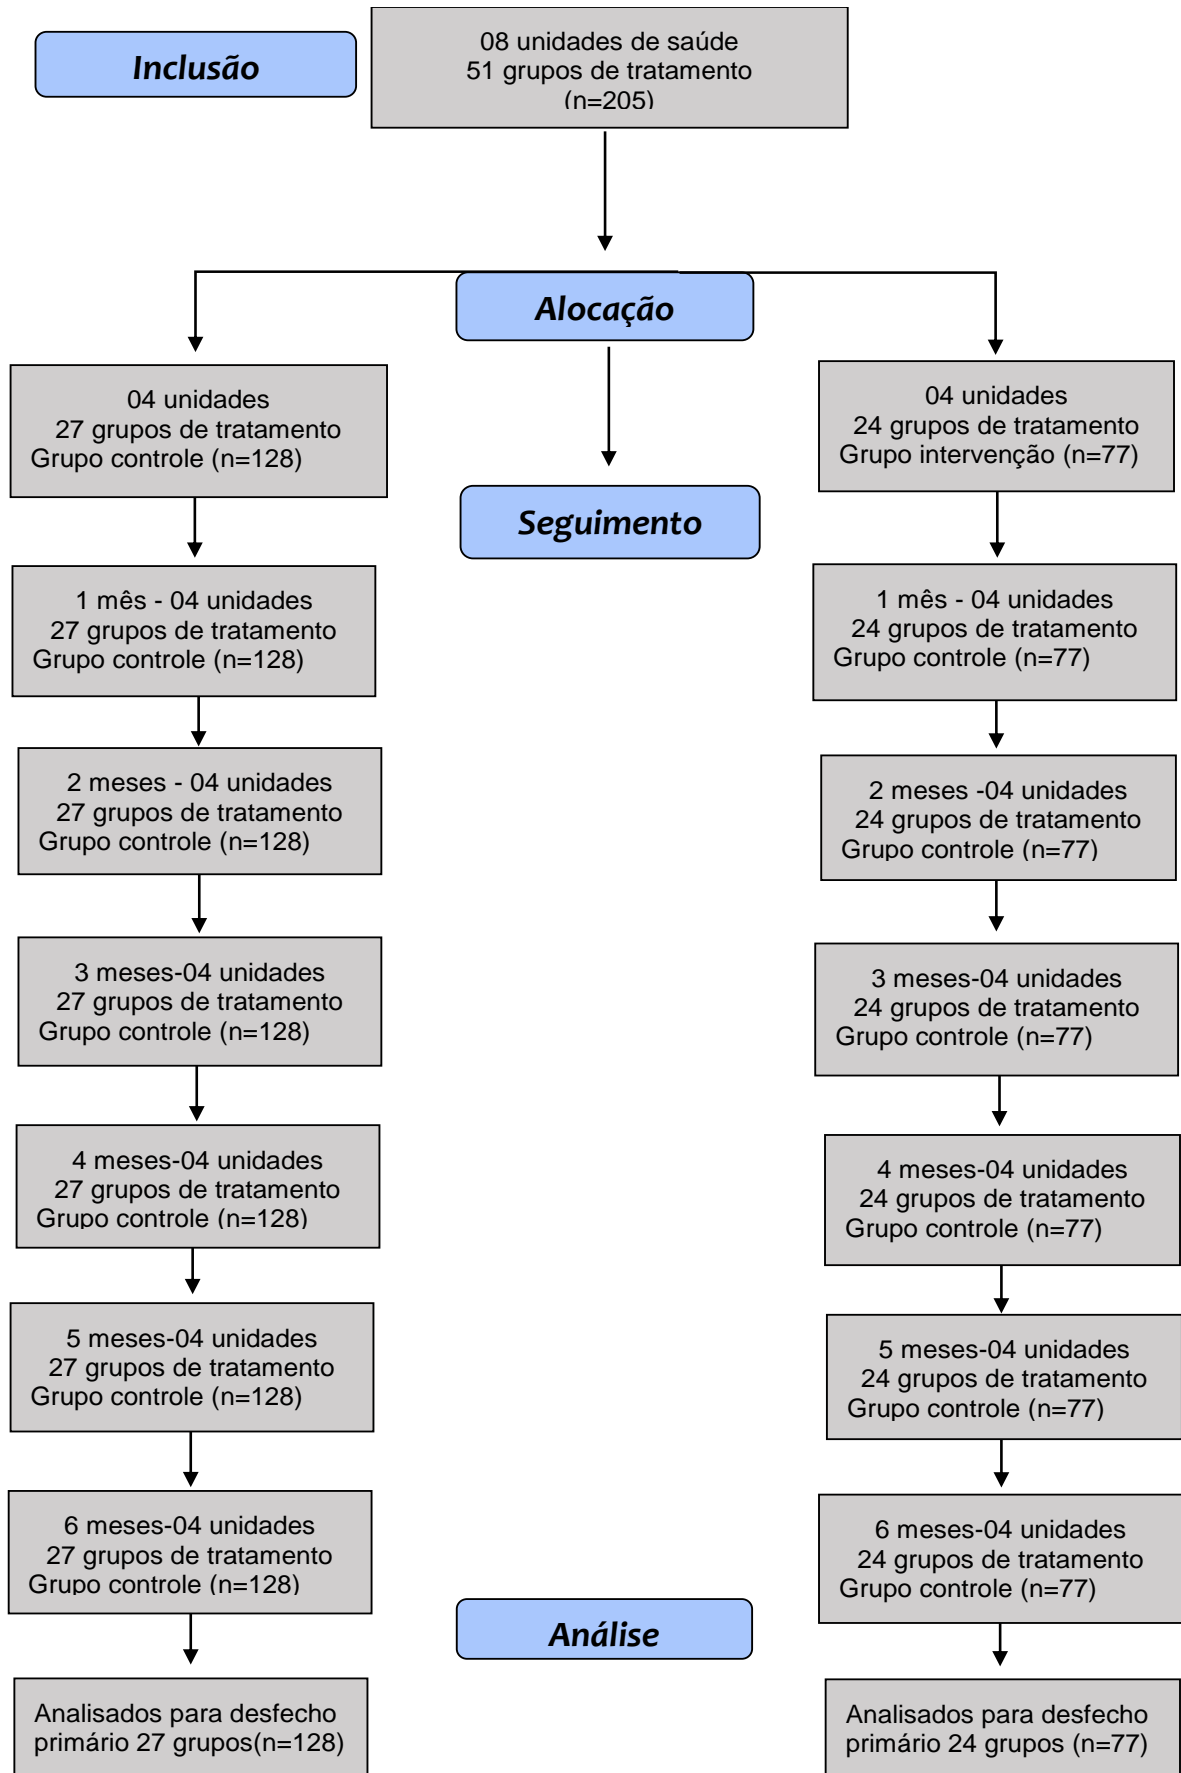 Inclusão
08 unidades de saúde
51 grupos de tratamento
(n=205)
Alocação
04 unidades
27 grupos de tratamento
Grupo controle (n=128)
04 unidades
24 grupos de tratamento
Grupo intervenção (n=77)
Seguimento
1 mês - 04 unidades
27 grupos de tratamento
Grupo controle (n=128)
1 mês - 04 unidades
24 grupos de tratamento
Grupo controle (n=77)
2 meses - 04 unidades
27 grupos de tratamento
Grupo controle (n=128)
2 meses -04 unidades
24 grupos de tratamento
Grupo controle (n=77)
3 meses-04 unidades
27 grupos de tratamento
Grupo controle (n=128)
3 meses-04 unidades
24 grupos de tratamento
Grupo controle (n=77)
4 meses-04 unidades
27 grupos de tratamento
Grupo controle (n=128)
4 meses-04 unidades
24 grupos de tratamento
Grupo controle (n=77)
5 meses-04 unidades
27 grupos de tratamento
Grupo controle (n=128)
5 meses-04 unidades
24 grupos de tratamento
Grupo controle (n=77)
6 meses-04 unidades
27 grupos de tratamento
Grupo controle (n=128)
6 meses-04 unidades
24 grupos de tratamento
Grupo controle (n=77)
Análise
Analisados para desfecho
primário 27 grupos(n=128)
Analisados para desfecho
primário 24 grupos (n=77)